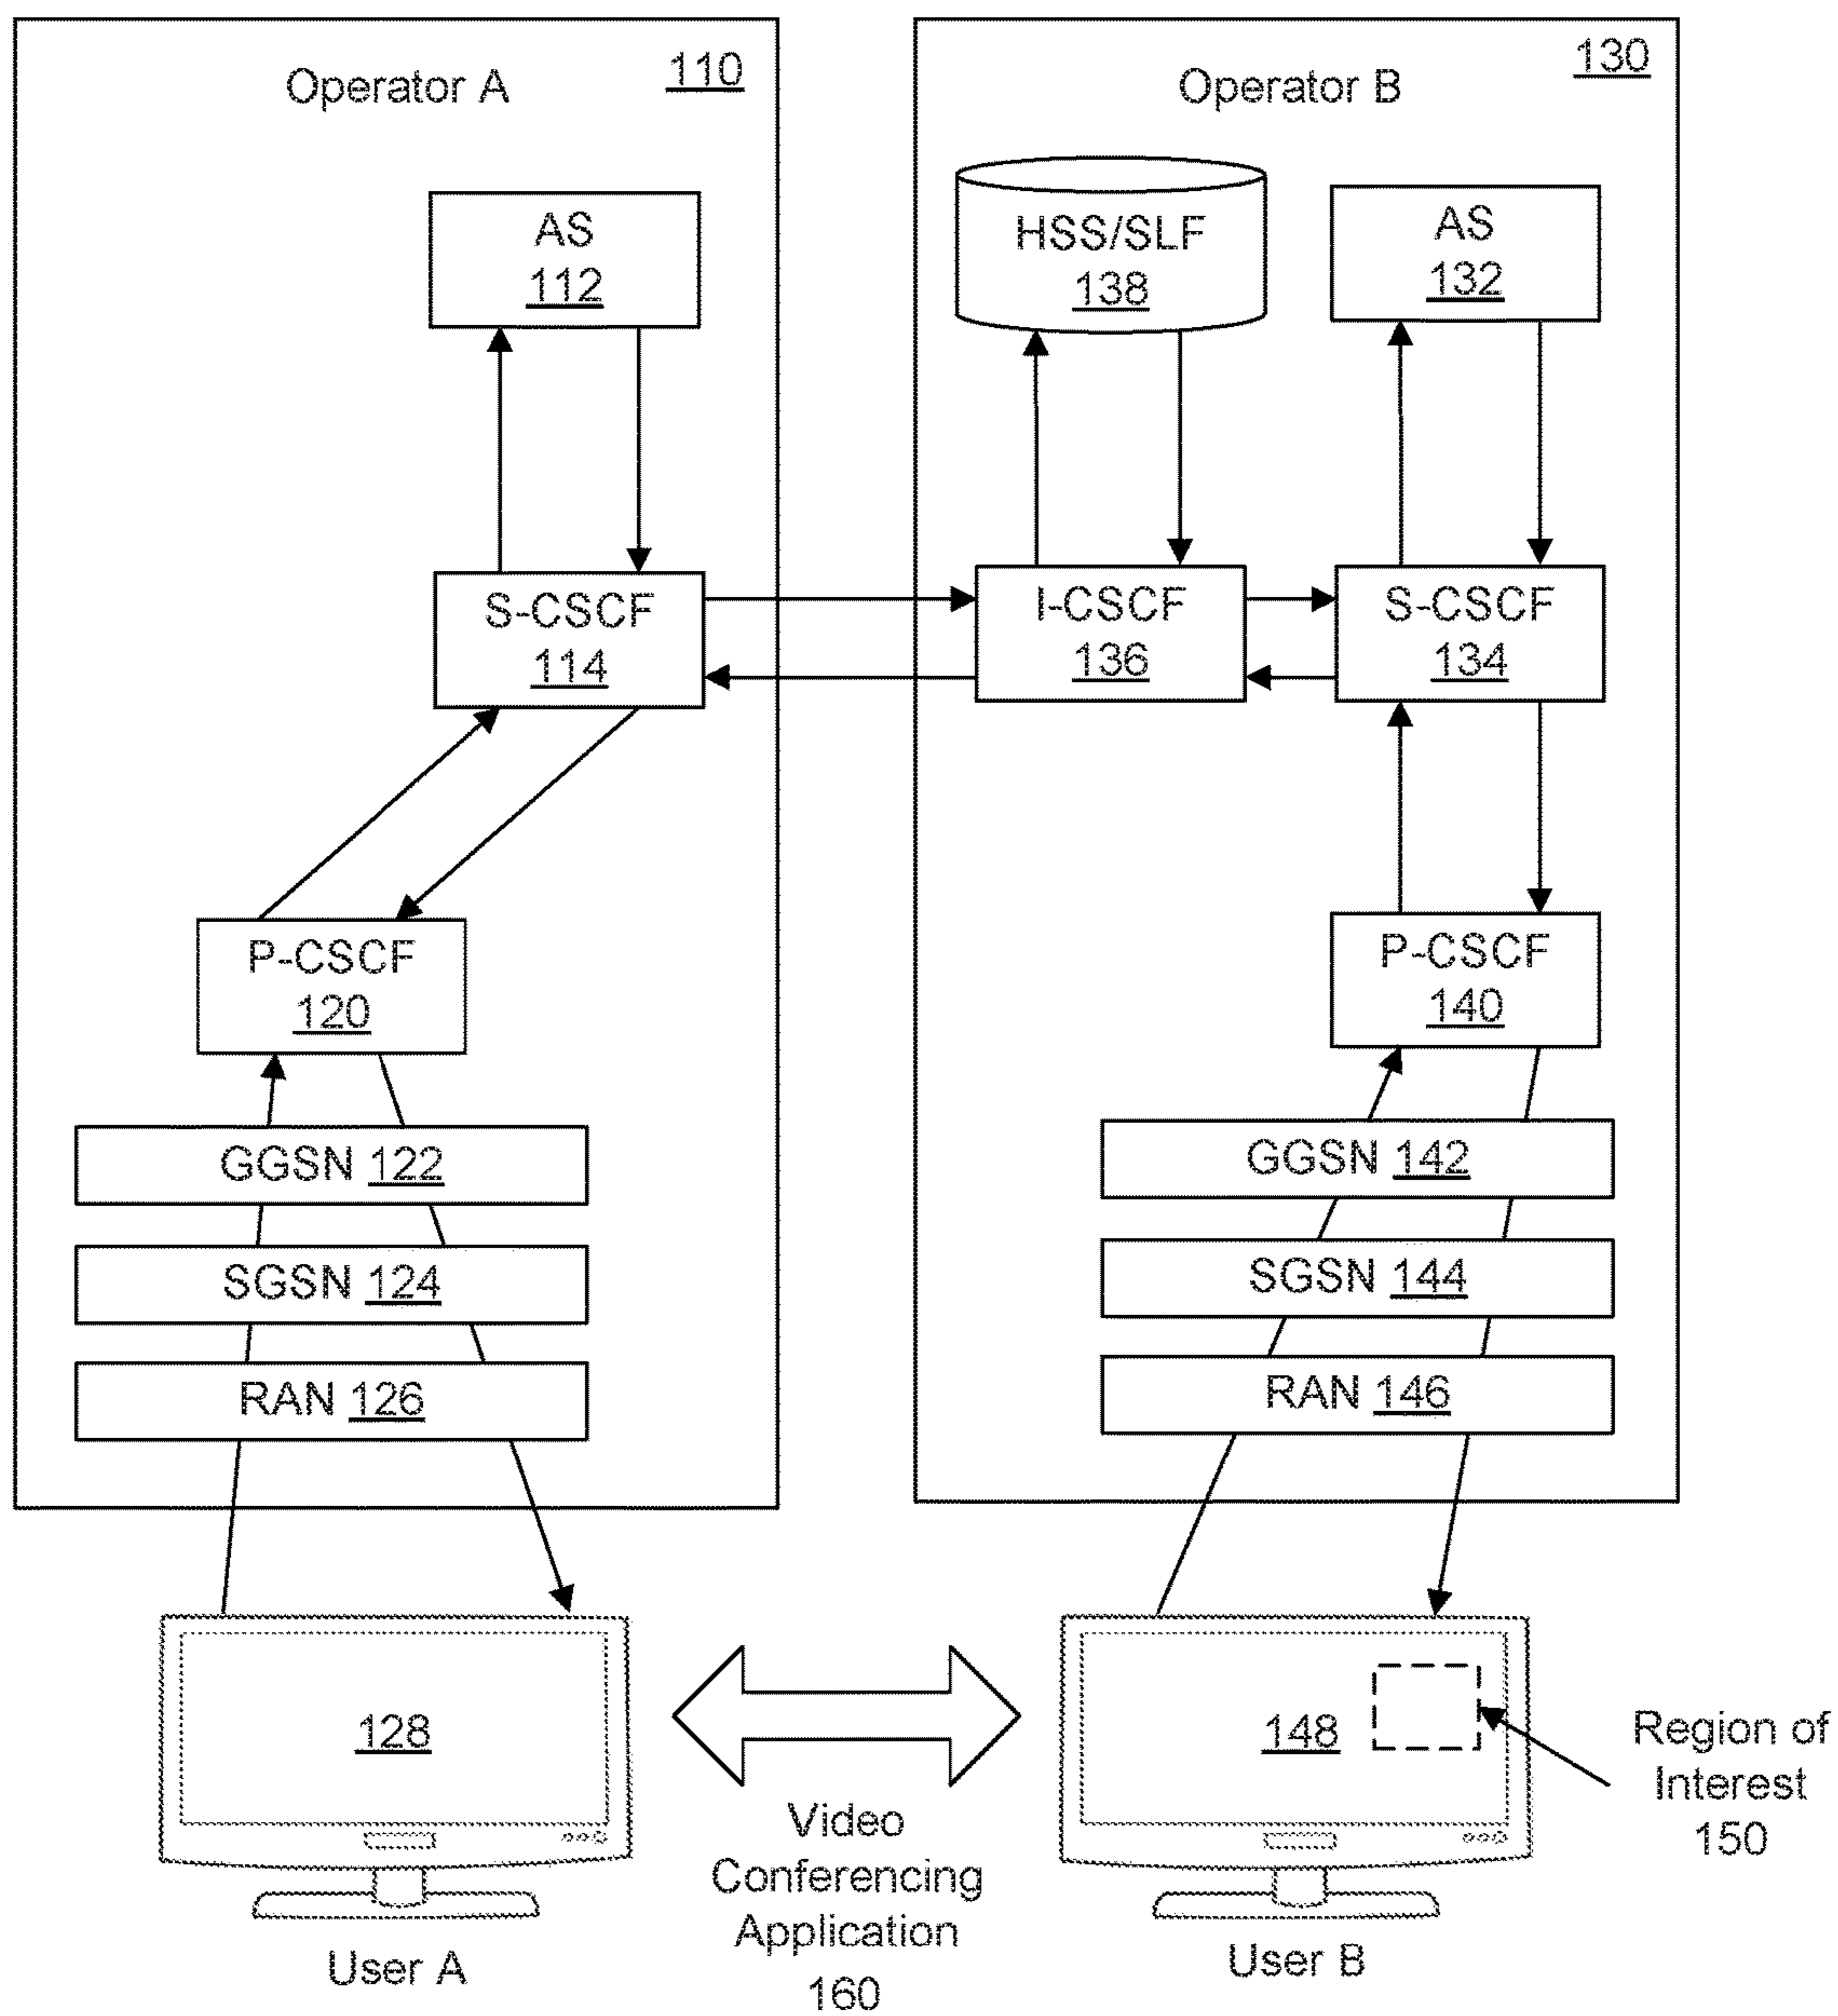 Operator A
110
AS
112
S-CSCF
114
P-CSCF
120
GGSN 122
SGSN 124
RAN 126
128
User A
Operator B
130
HSS/SLF
138
AS
132
I-CSCF
136
S-CSCF
134
P-CSCF
140
GGSN 142
SGSN 144
RAN 146
148
User B
Region of
Interest
150
Video
Conferencing
Application
160